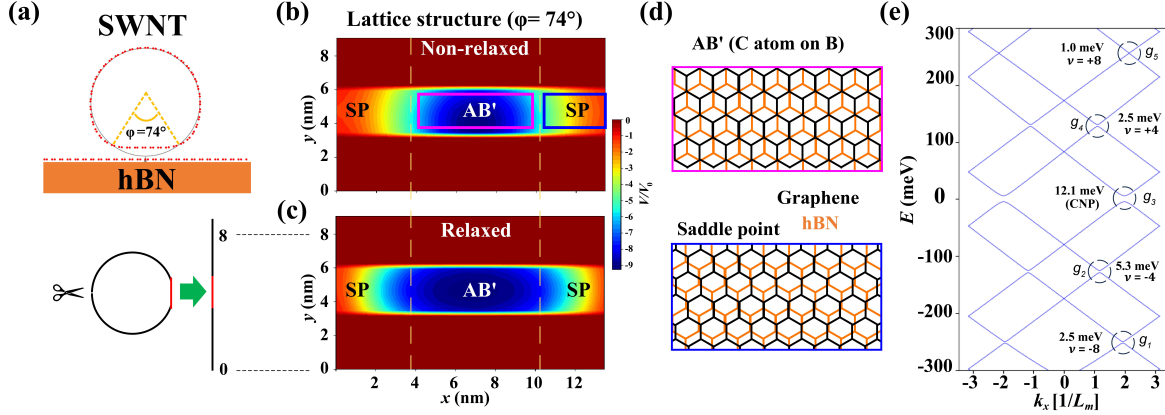 (a)
SWNT
φ=74°
hBN
8
0
(b)
Lattice structure (φ= 74°)
Non-relaxed
SP
AB'
SP
y (nm)
8
6
4
2
0
0
-1
-2
-3
-4
-5
-6
-7
-8
-9
V/V₀
(c)
Relaxed
SP
AB'
SP
y (nm)
8
6
4
2
0
2
4
6
8
10
12
x (nm)
(d)
AB' (C atom on B)
Graphene
hBN
Saddle point
(e)
E (meV)
300
200
100
0
-100
-200
-300
1.0 meV
ν = +8
g₅
2.5 meV
ν = +4
g₄
12.1 meV
(CNP)
g₃
5.3 meV
ν = -4
g₂
2.5 meV
ν = -8
g₁
-3
-2
-1
0
1
2
3
kₓ [1/Lₘ]